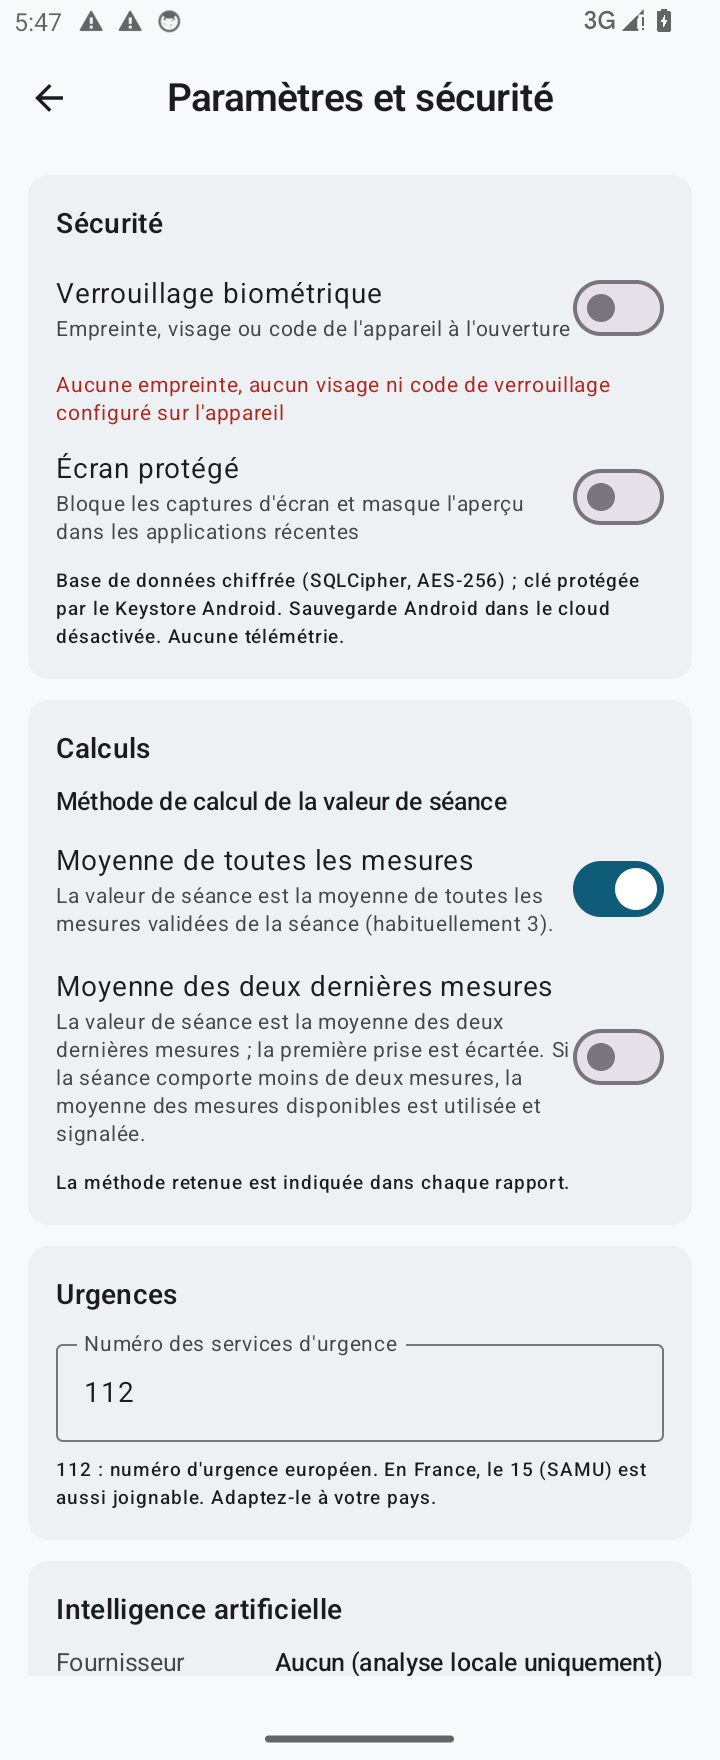 5:47
3G
Paramètres et sécurité
Sécurité
Verrouillage biométrique
Empreinte, visage ou code de l'appareil à l'ouverture
Aucune empreinte, aucun visage ni code de verrouillage
configuré sur l'appareil
Écran protégé
Bloque les captures d'écran et masque l'aperçu
dans les applications récentes
Base de données chiffrée (SQLCipher, AES-256) ; clé protégée
par le Keystore Android. Sauvegarde Android dans le cloud
désactivée. Aucune télémétrie.
Calculs
Méthode de calcul de la valeur de séance
Moyenne de toutes les mesures
La valeur de séance est la moyenne de toutes les
mesures validées de la séance (habituellement 3).
Moyenne des deux dernières mesures
La valeur de séance est la moyenne des deux
dernières mesures ; la première prise est écartée. Si
la séance comporte moins de deux mesures, la
moyenne des mesures disponibles est utilisée et
signalée.
La méthode retenue est indiquée dans chaque rapport.
Urgences
Numéro des services d'urgence
112
112 : numéro d'urgence européen. En France, le 15 (SAMU) est
aussi joignable. Adaptez-le à votre pays.
Intelligence artificielle
Fournisseur Aucun (analyse locale uniquement)